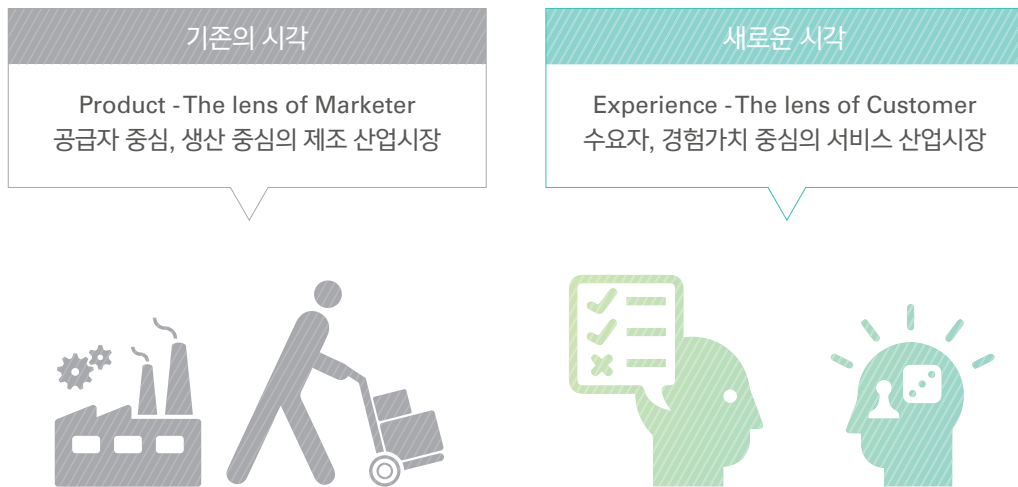 기존의 시각
Product - The lens of Marketer
공급자 중심, 생산 중심의 제조 산업시장
새로운 시각
Experience - The lens of Customer
수요자, 경험가치 중심의 서비스 산업시장